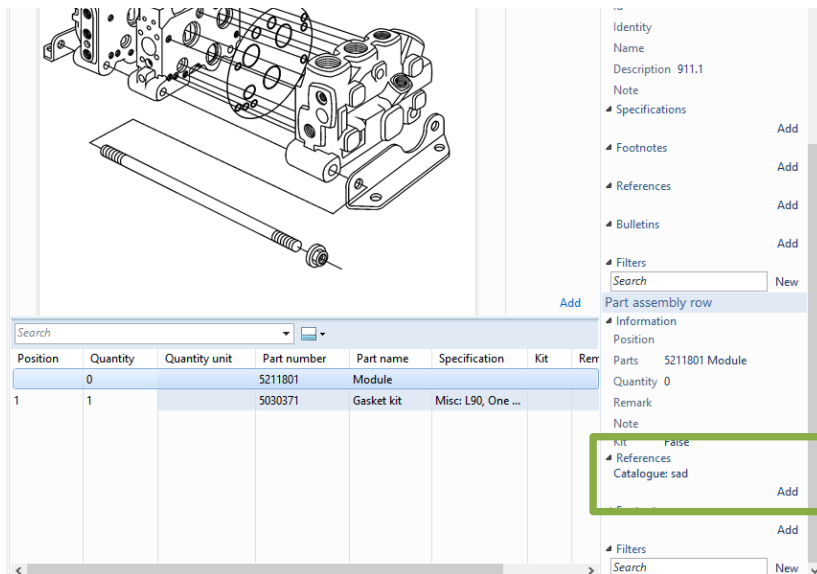 Identity
Name
Description 911.1
Note
Specifications
Add
Footnotes
Add
References
Add
Bulletins
Add
Filters
Search New
Add
Part assembly row
Information
Position
Parts 5211801 Module
Quantity 0
Remark
Note
Kit False
References
Catalogue: sad
Add
Add
Filters
Search New
Search
Position Quantity Quantity unit Part number Part name Specification Kit Rem
0 5211801 Module
1 1 5030371 Gasket kit Misc: L90, One ...